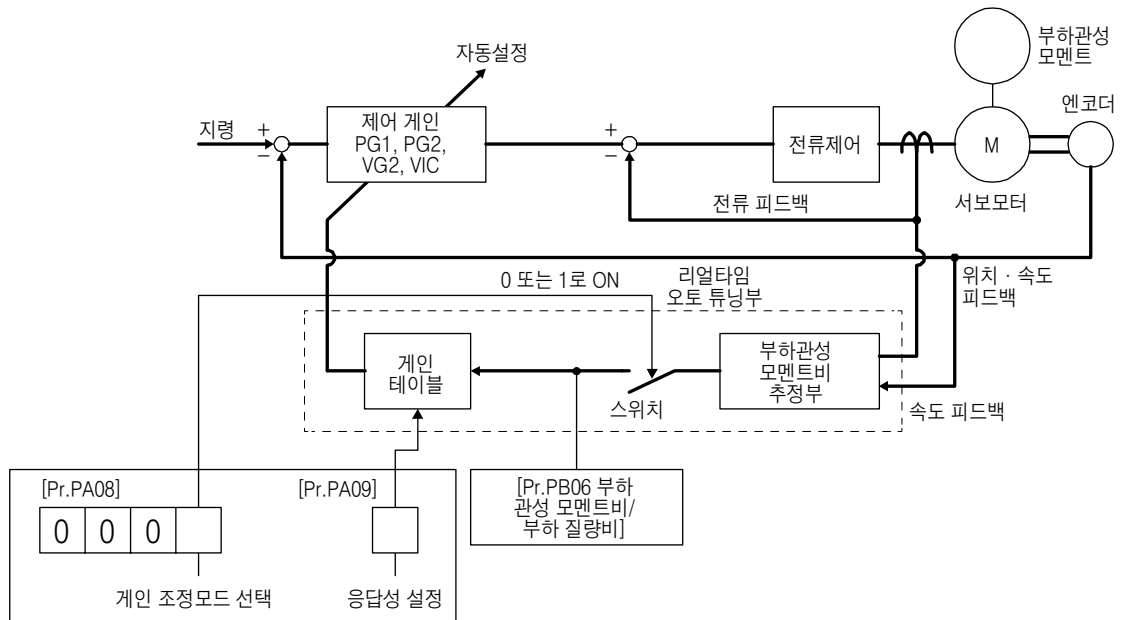 부하관성
모멘트
자동설정
엔코더
지령
+
−
제어 게인
PG1, PG2,
VG2, VIC
+
−
전류제어
M
전류 피드백
서보모터
0 또는 1로 ON
리얼타임
오토 튜닝부
위치 · 속도
피드백
게인
테이블
부하관성
모멘트비
추정부
스위치
속도 피드백
[Pr.PA08]
[Pr.PA09]
[Pr.PB06 부하
관성 모멘트비/
부하 질량비]
0 0 0
게인 조정모드 선택
응답성 설정